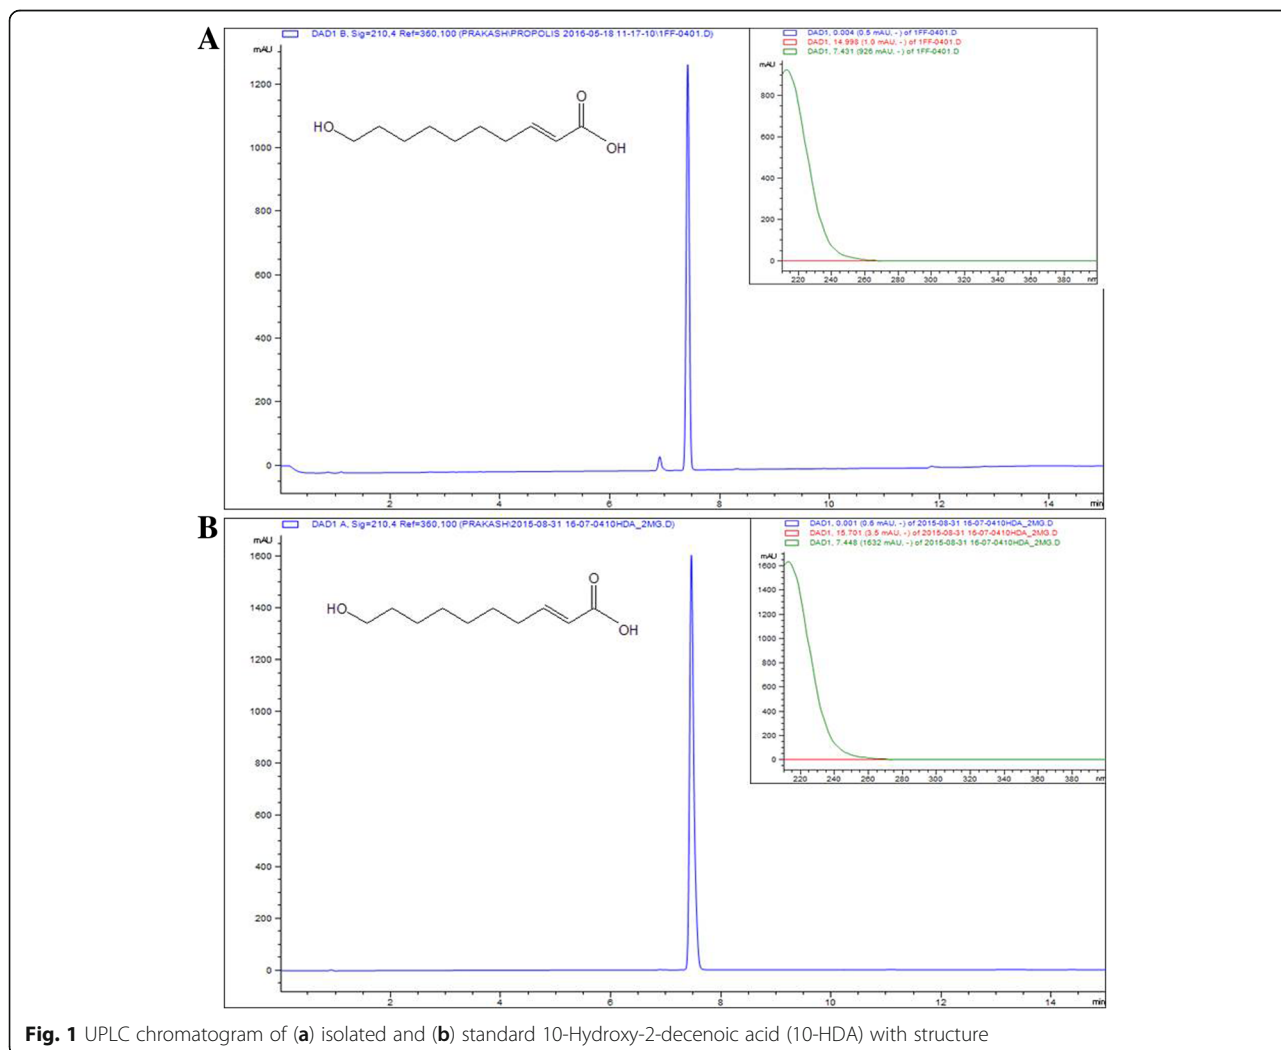 A
DAD1 B, Sig=210,4 Ref=360,100 (PRAKASH\PROPOLIS 2016-05-18 11-17-10\1FF-0401.D)
mAU
1200
1000
800
600
400
200
0
2
4
6
8
10
12
14
min
HO
O
OH
DAD1, 0.004 (0.5 mAU, - ) of 1FF-0401.D
DAD1, 14.998 (1.0 mAU, - ) of 1FF-0401.D
DAD1, 7.431 (926 mAU, - ) of 1FF-0401.D
mAU
800
600
400
200
0
220
240
260
280
300
320
340
360
380
nm
B
DAD1 A, Sig=210,4 Ref=360,100 (PRAKASH\2015-08-31 16-07-0410HDA_2MG.D)
mAU
1600
1400
1200
1000
800
600
400
200
0
2
4
6
8
10
12
14
min
HO
O
OH
DAD1, 0.001 (0.6 mAU, - ) of 2015-08-31 16-07-0410HDA_2MG.D
DAD1, 15.701 (3.5 mAU, - ) of 2015-08-31 16-07-0410HDA_2MG.D
DAD1, 7.448 (1632 mAU, - ) of 2015-08-31 16-07-0410HDA_2MG.D
mAU
1600
1400
1200
1000
800
600
400
200
0
220
240
260
280
300
320
340
360
380
nm
Fig. 1 UPLC chromatogram of (a) isolated and (b) standard 10-Hydroxy-2-decenoic acid (10-HDA) with structure